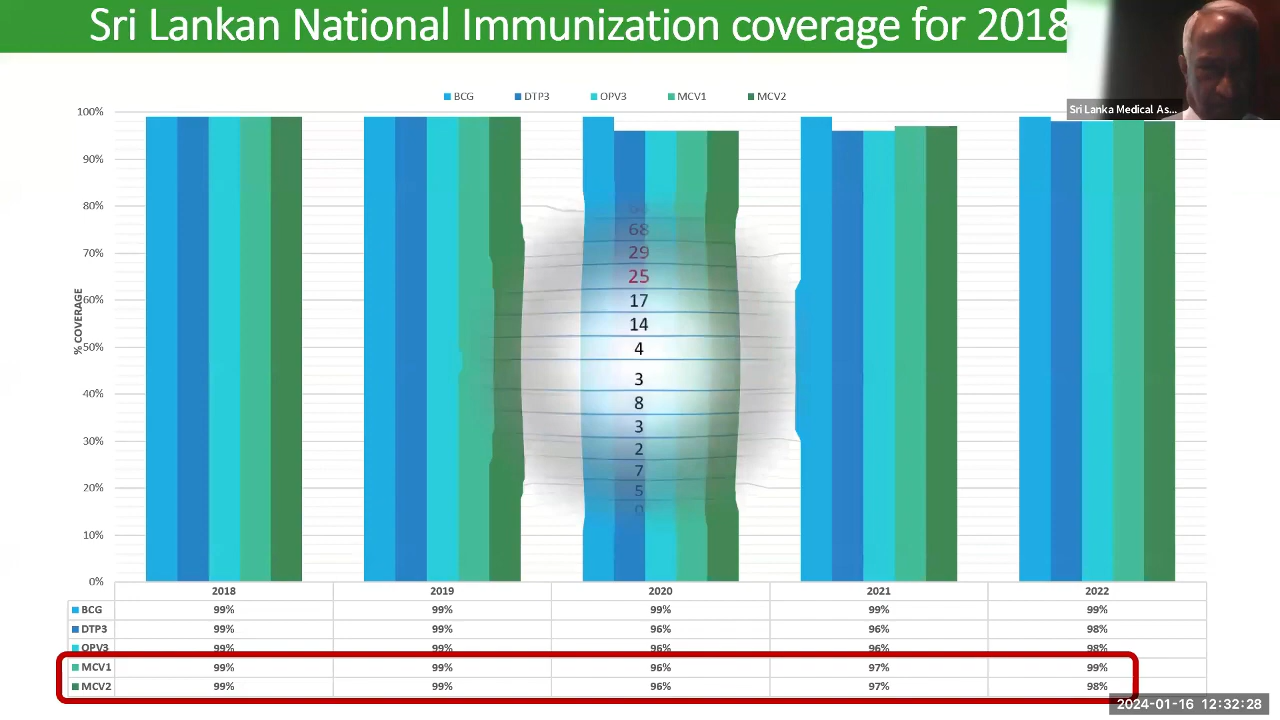 Sri Lankan National Immunization coverage for 2018
Sri Lanka Medical As...
BCG DTP3 OPV3 MCV1 MCV2
100%
90%
80%
70%
60%
50%
40%
30%
20%
10%
0%
% COVERAGE
68
29
25
17
14
4
3
8
3
2
7
5
2018 2019 2020 2021 2022
BCG 99% 99% 99% 99% 99%
DTP3 99% 99% 96% 96% 98%
OPV3 99% 99% 96% 96% 98%
MCV1 99% 99% 96% 97% 99%
MCV2 99% 99% 96% 97% 98%
2024-01-16 12:32:28